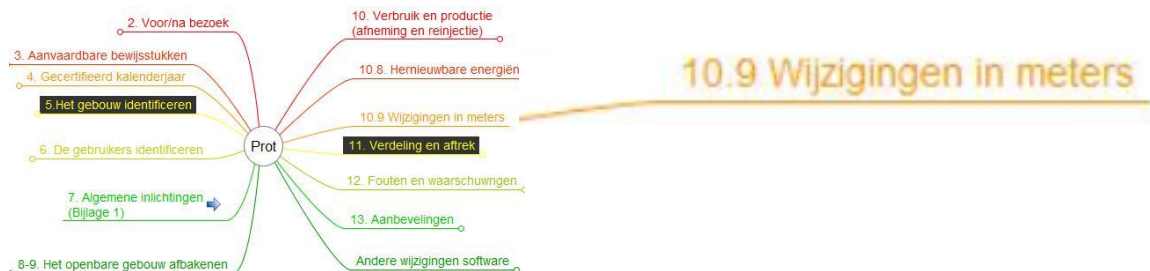 2. Voor/na bezoek
3. Aanvaardbare bewijsstukken
4. Gecertifieerd kalenderjaar
5.Het gebouw identificeren
6. De gebruikers identificeren
7. Algemene inlichtingen
(Bijlage 1)
8-9. Het openbare gebouw afbakenen
Prot
10. Verbruik en productie
(afneming en reinjectie)
10.8. Hernieuwbare energiën
10.9 Wijzigingen in meters
11. Verdeling en aftrek
12. Fouten en waarschuwngen
13. Aanbevelingen
Andere wijzigingen software
10.9 Wijzigingen in meters